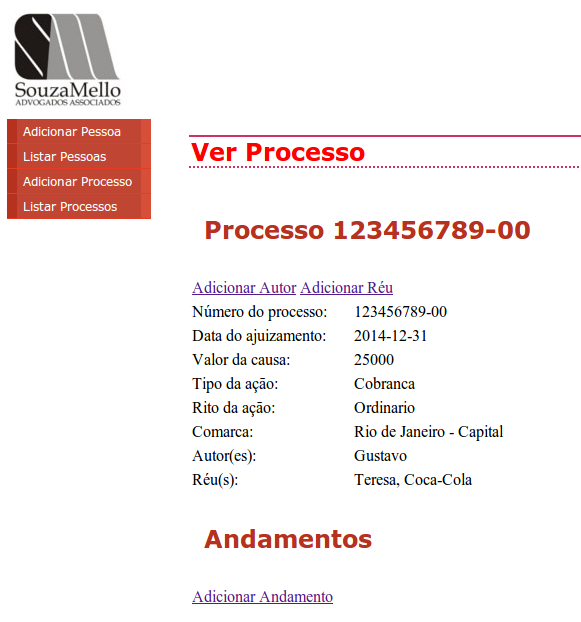 SouzaMello
ADVOGADOS ASSOCIADOS
Adicionar Pessoa
Listar Pessoas
Adicionar Processo
Listar Processos
Ver Processo
Processo 123456789-00
Adicionar Autor Adicionar Réu
Número do processo: 123456789-00
Data do ajuizamento: 2014-12-31
Valor da causa: 25000
Tipo da ação: Cobranca
Rito da ação: Ordinario
Comarca: Rio de Janeiro - Capital
Autor(es): Gustavo
Réu(s): Teresa, Coca-Cola
Andamentos
Adicionar Andamento